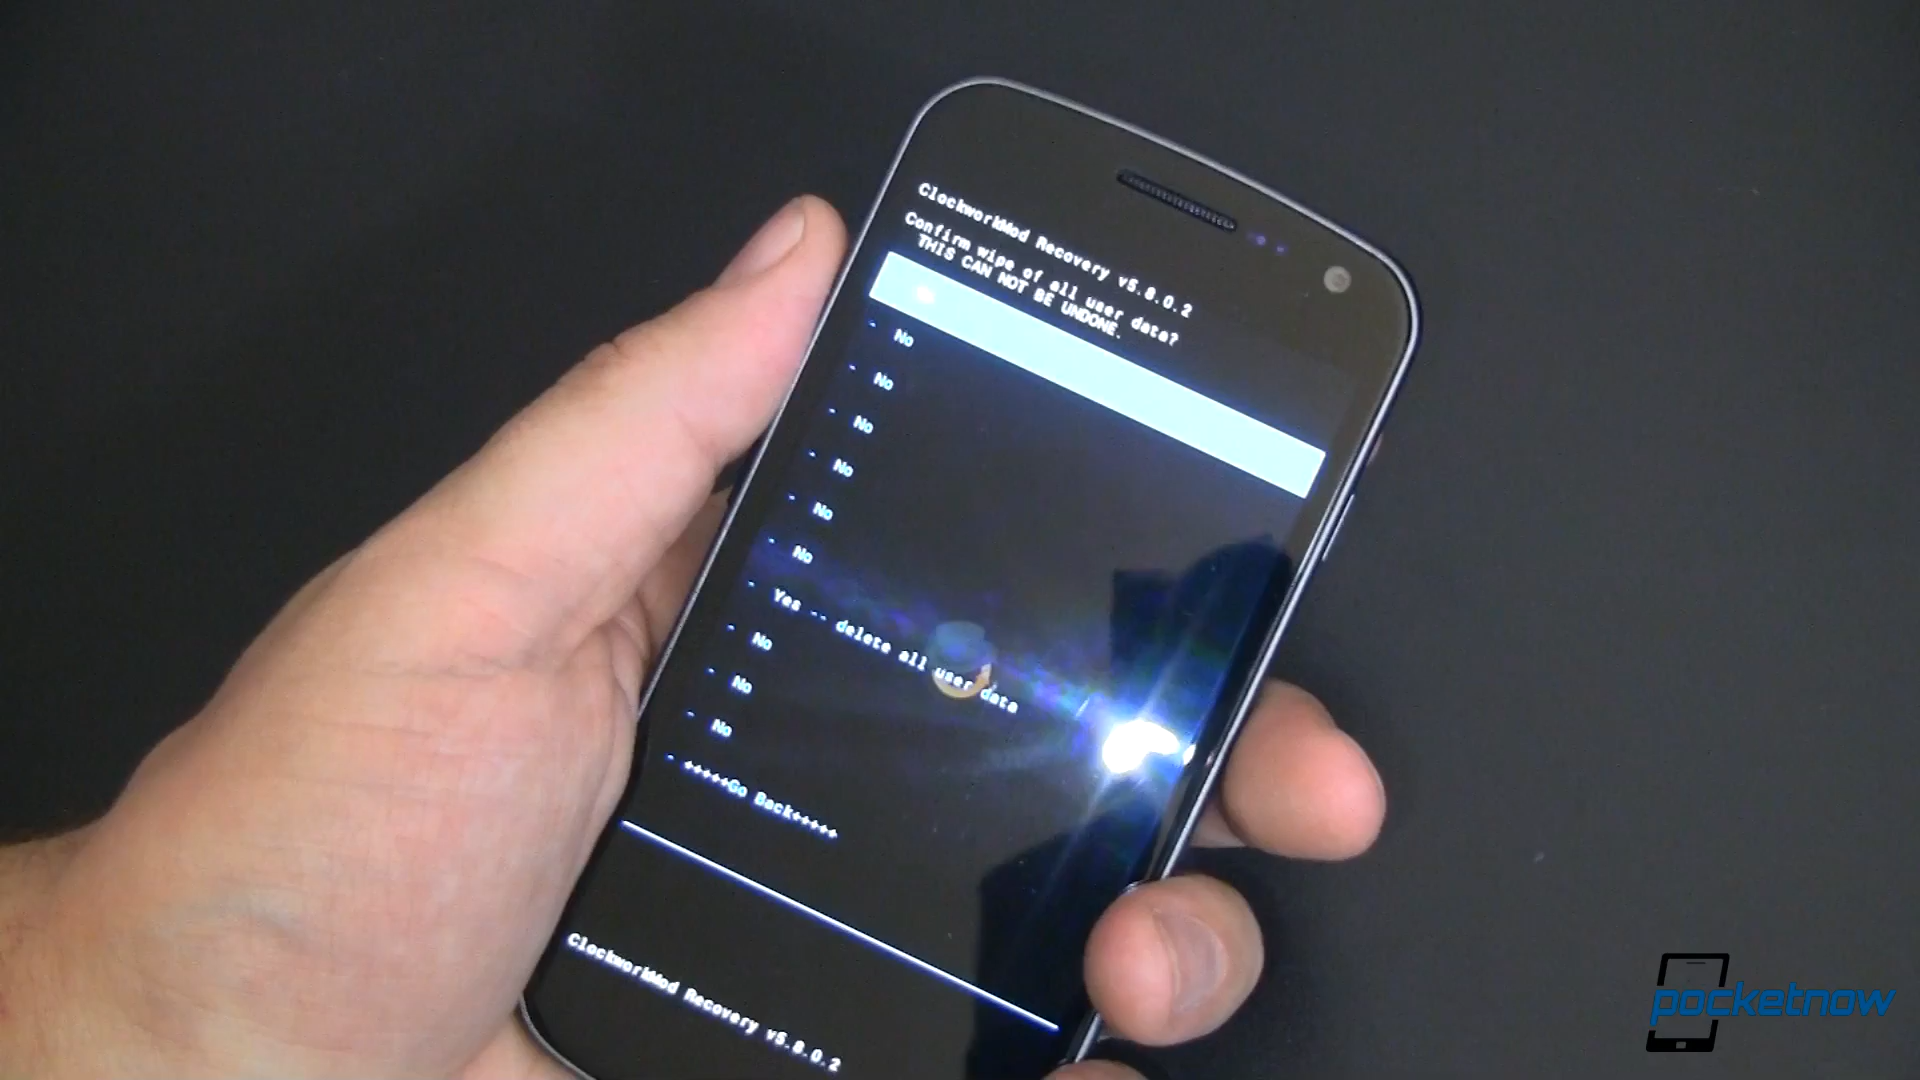 ClockworkMod Recovery v5.8.0.2
Confirm wipe of all user data?
THIS CAN NOT BE UNDONE.
- No
- No
- No
- No
- No
- No
- Yes -- delete all user data
- No
- No
- No
- +++++Go Back+++++
ClockworkMod Recovery v5.8.0.2
pocketnow